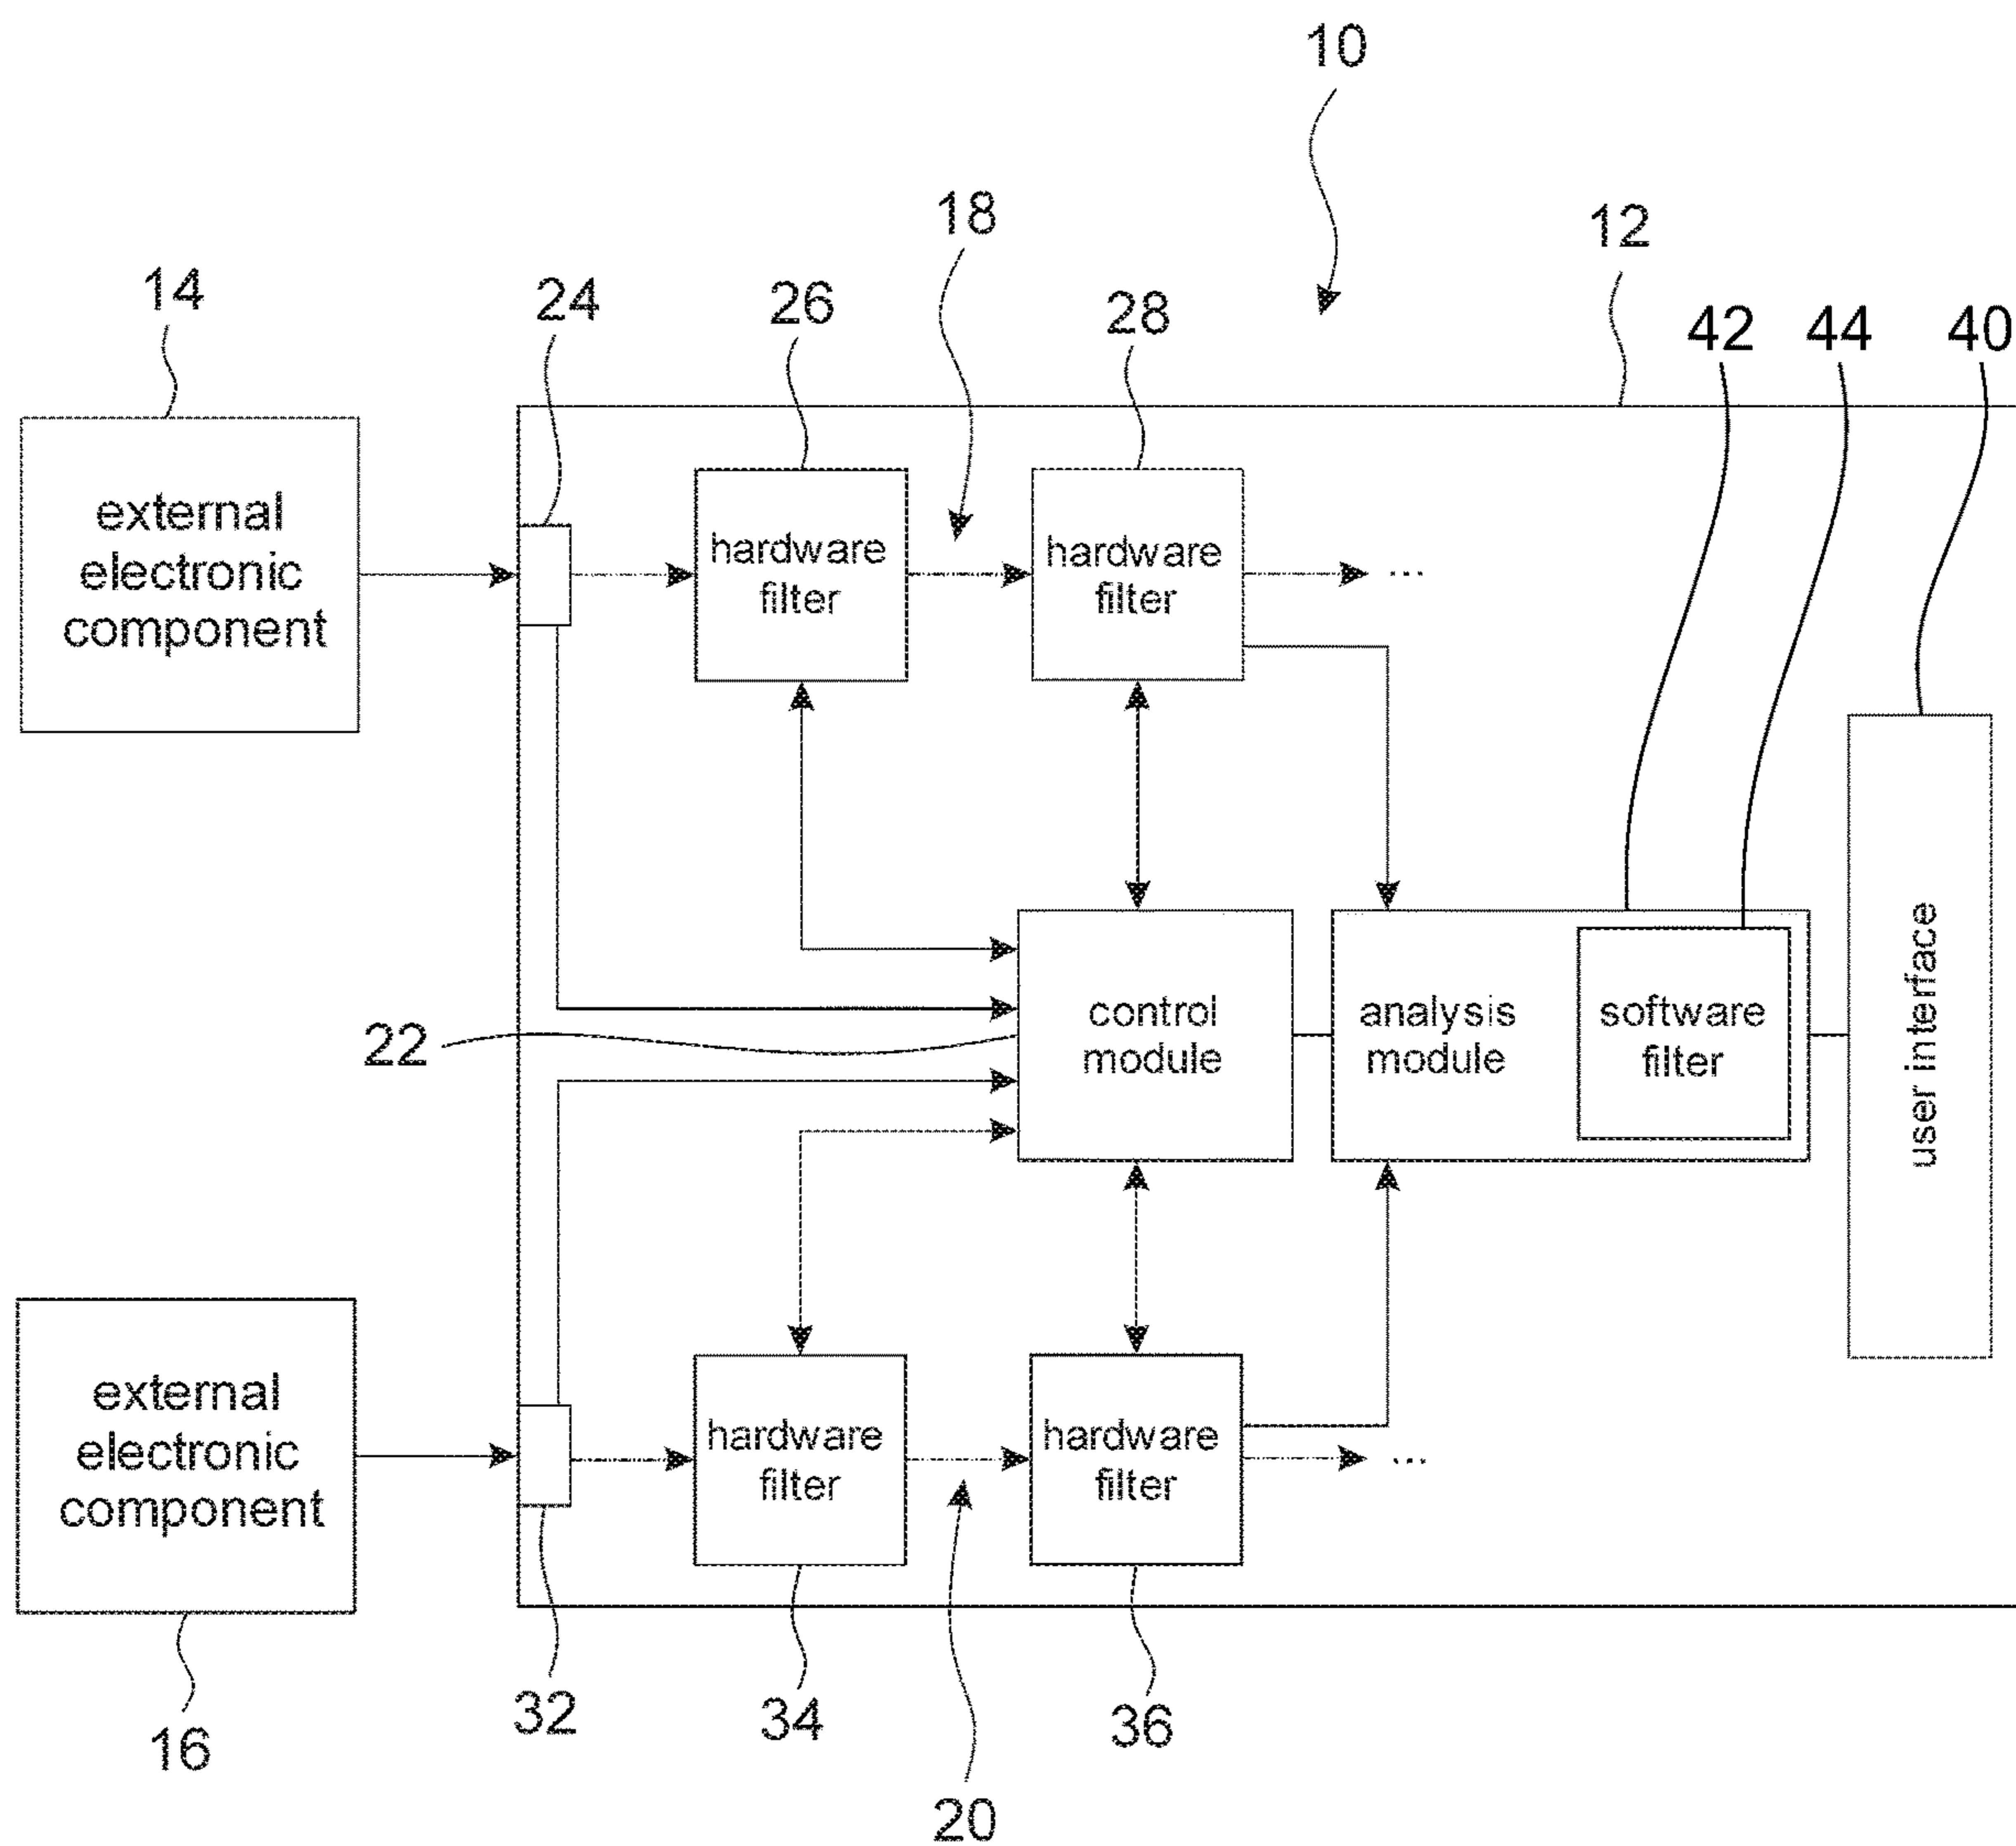 10
18
12
14
24
26
28
42
44
40
external
electronic
component
hardware
filter
hardware
filter
...
22
control
module
analysis
module
software
filter
user interface
external
electronic
component
hardware
filter
hardware
filter
...
32
34
36
16
20